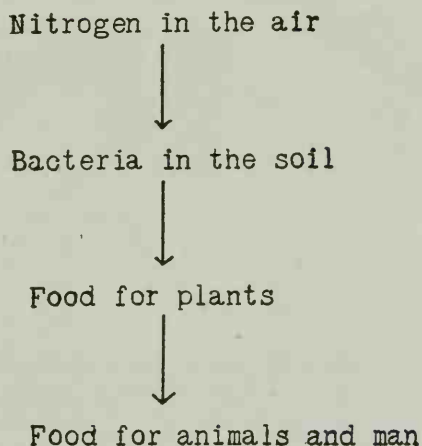 Nitrogen in the air
Bacteria in the soil
Food for plants
Food for animals and man